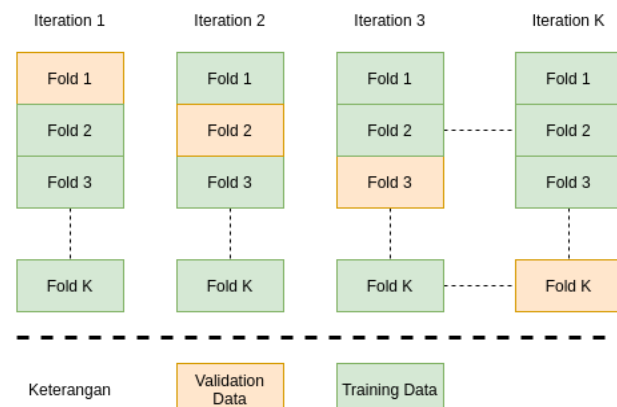 Iteration 1 Iteration 2 Iteration 3 Iteration K
Fold 1 Fold 1 Fold 1 Fold 1
Fold 2 Fold 2 Fold 2 Fold 2
Fold 3 Fold 3 Fold 3 Fold 3
Fold K Fold K Fold K Fold K
Keterangan
Validation
Data
Training Data